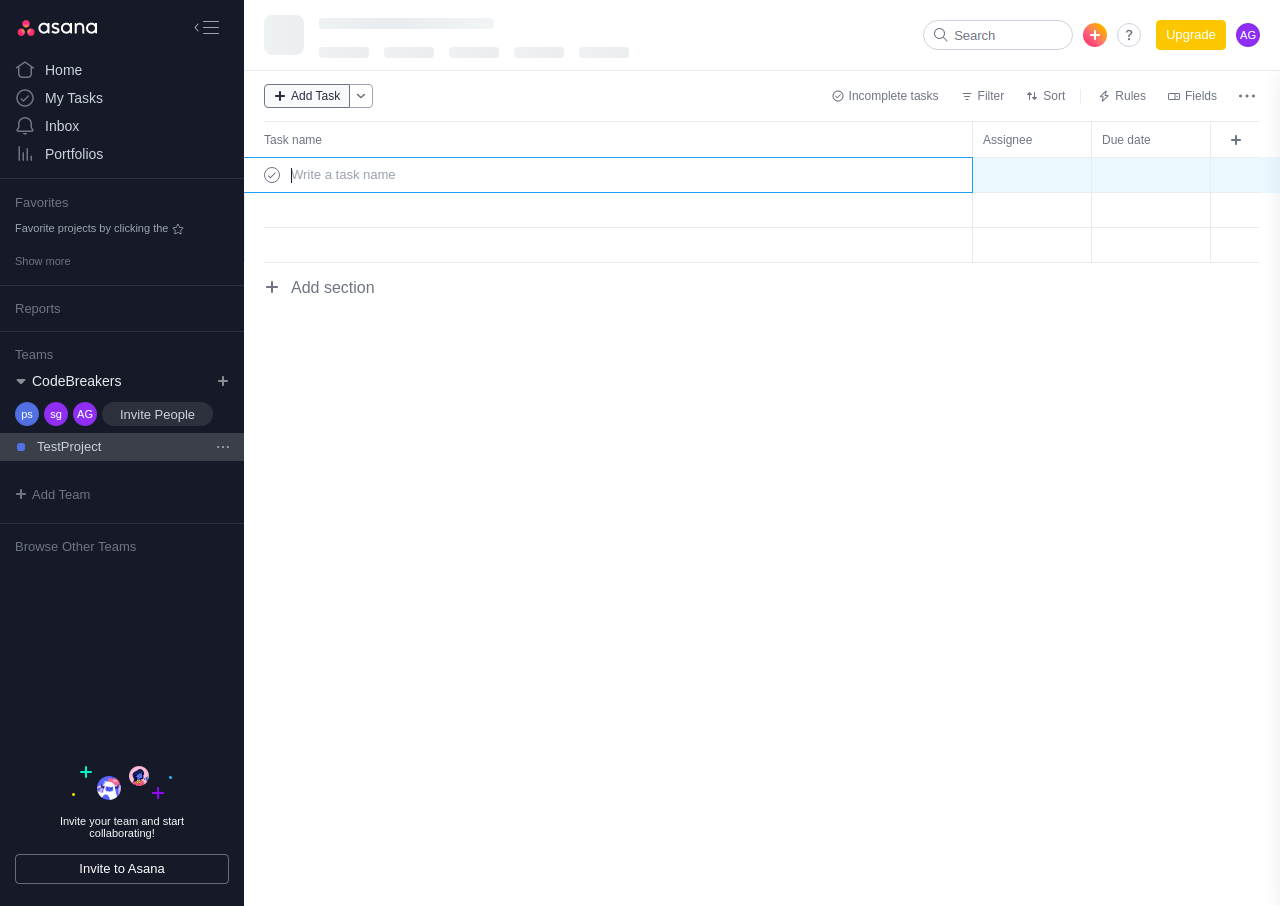 asana
Home
My Tasks
Inbox
Portfolios
Favorites
Favorite projects by clicking the
Show more
Reports
Teams
CodeBreakers
ps sg AG Invite People
TestProject
Add Team
Browse Other Teams
Invite your team and start
collaborating!
Invite to Asana
Search
?
Upgrade
AG
Add Task
Incomplete tasks
Filter
Sort
Rules
Fields
Task name
Assignee
Due date
Write a task name
Add section